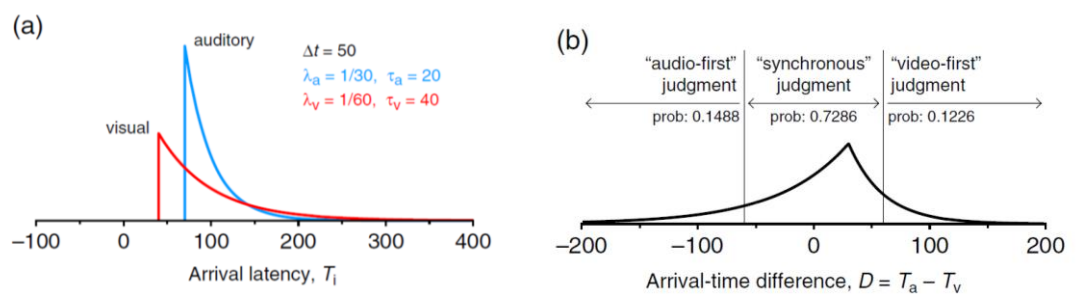 (a)
auditory
Δt = 50
λa = 1/30, τa = 20
λv = 1/60, τv = 40
visual
−100 0 100 200 300 400
Arrival latency, Ti
(b)
“audio-first” “synchronous” “video-first”
judgment judgment judgment
prob: 0.1488 prob: 0.7286 prob: 0.1226
−200 −100 0 100 200
Arrival-time difference, D = Ta − Tv